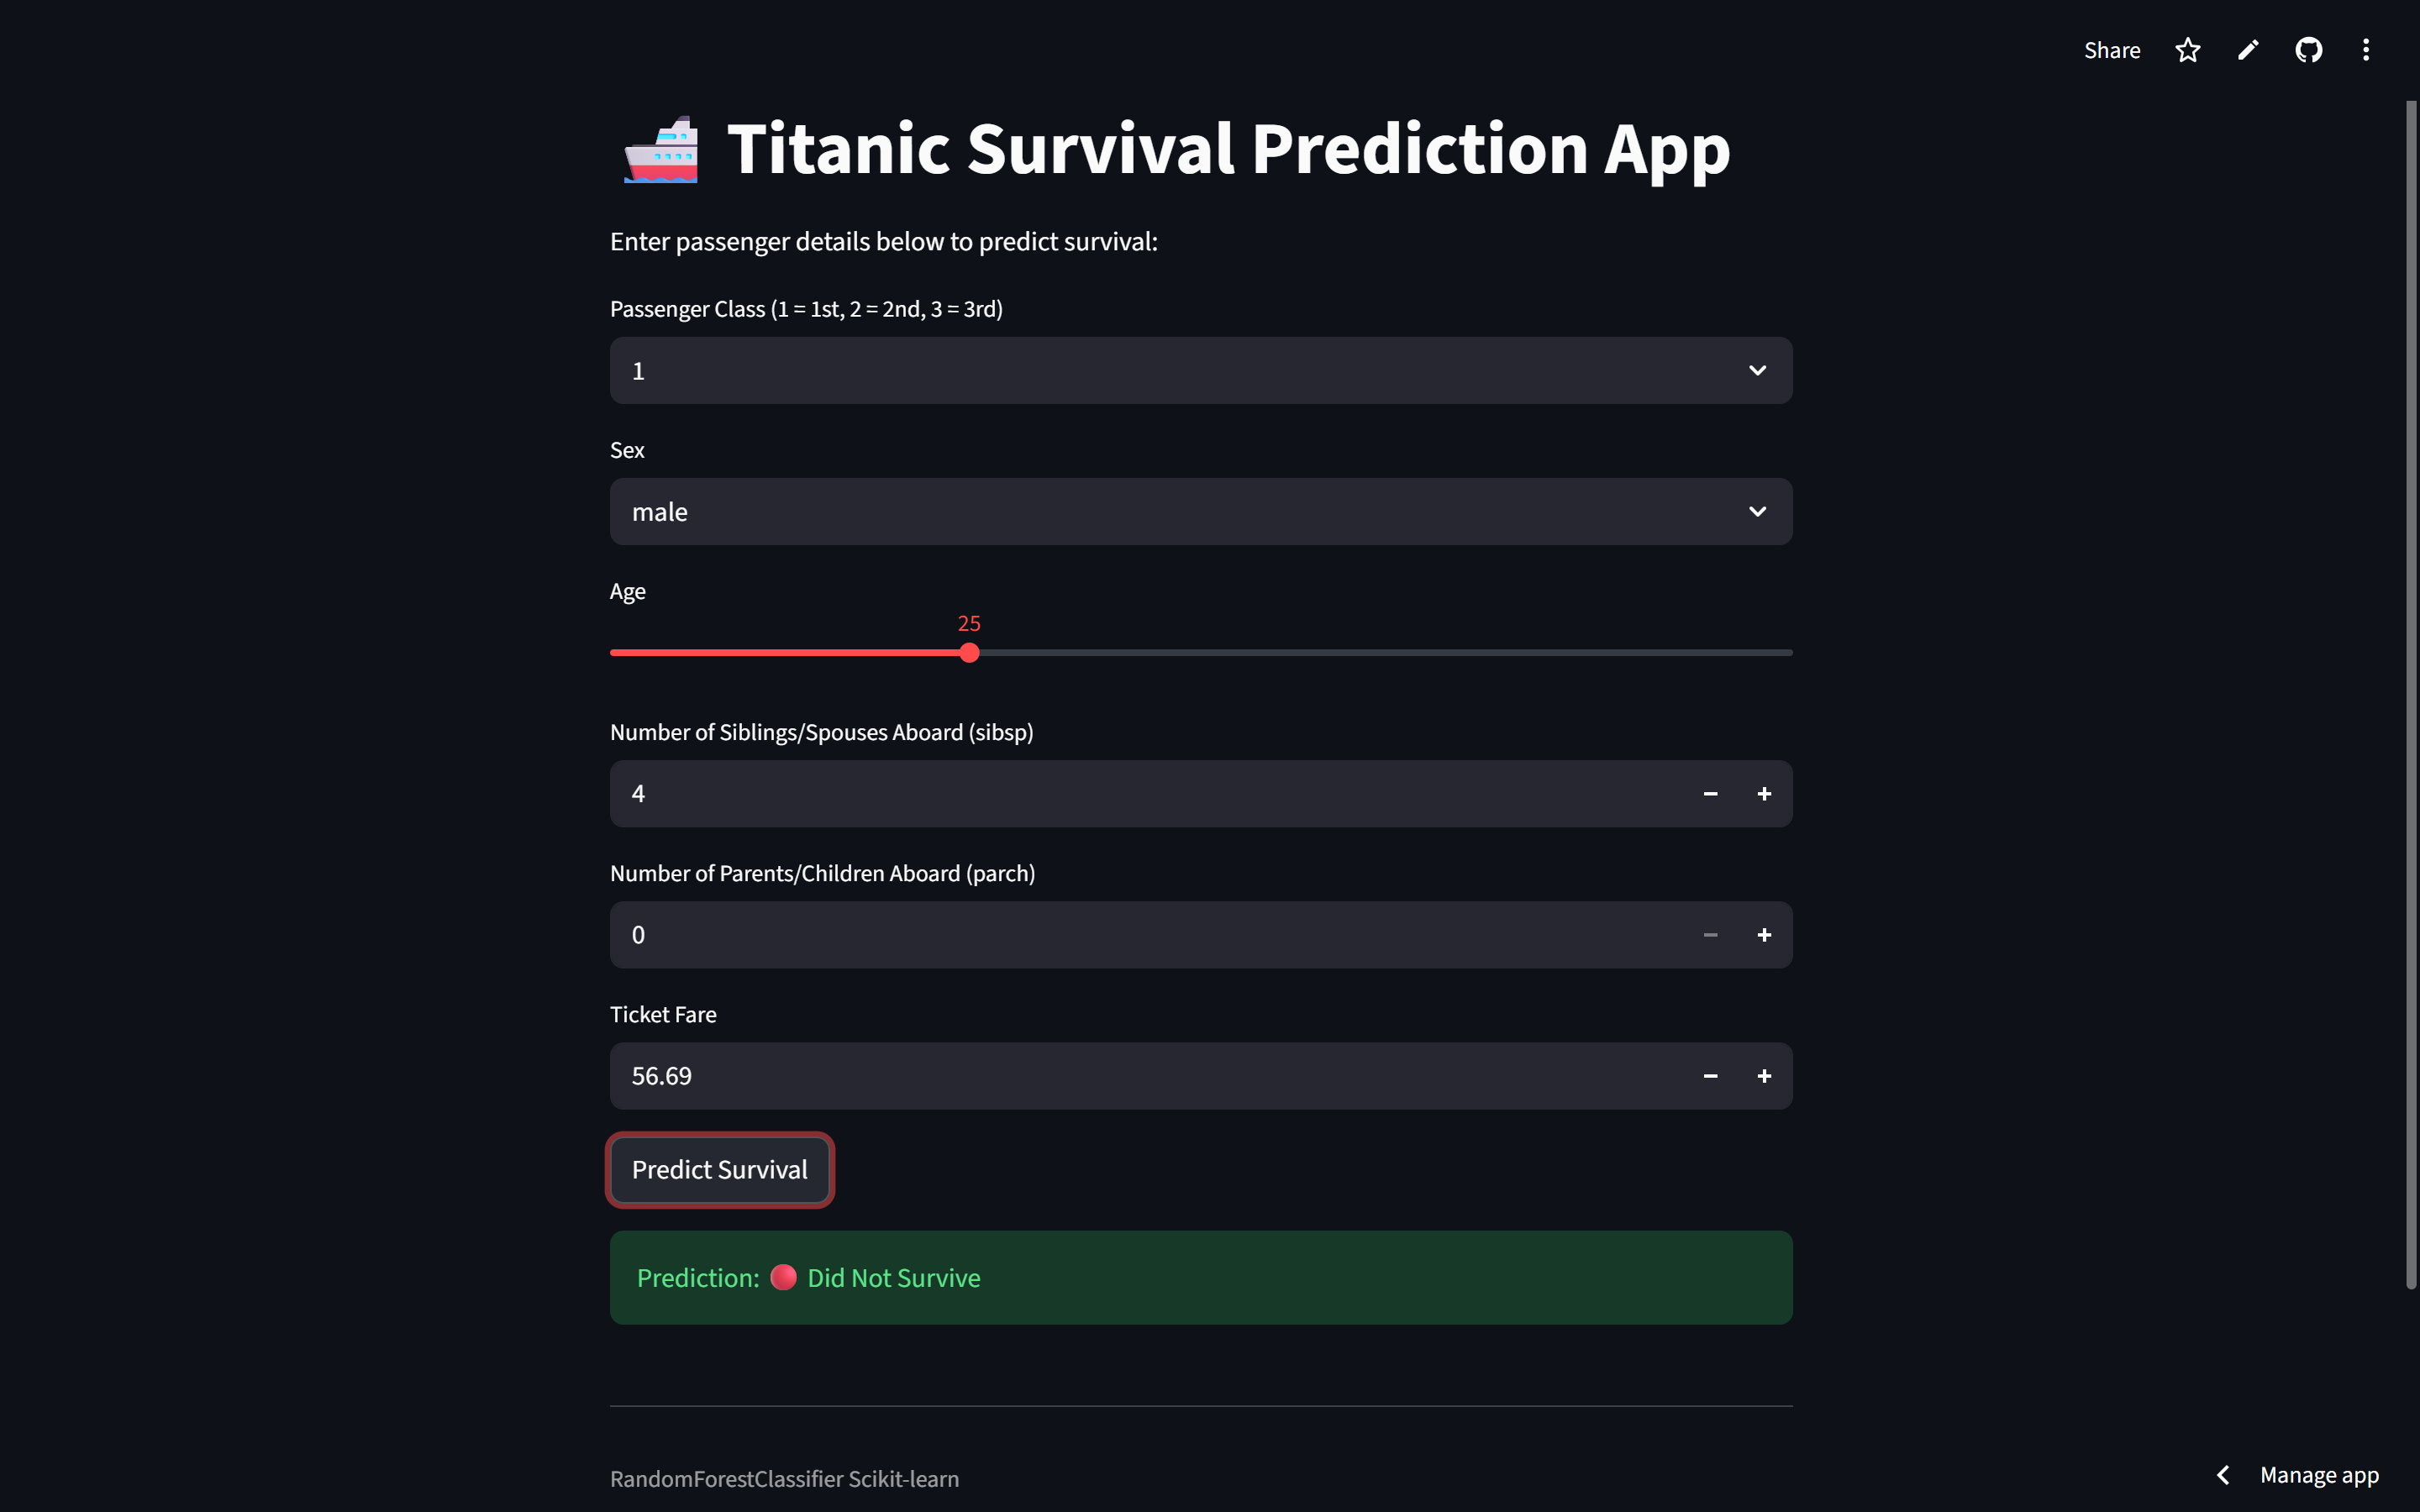 Share
Titanic Survival Prediction App
Enter passenger details below to predict survival:
Passenger Class (1 = 1st, 2 = 2nd, 3 = 3rd)
1
Sex
male
Age
25
Number of Siblings/Spouses Aboard (sibsp)
4
Number of Parents/Children Aboard (parch)
0
Ticket Fare
56.69
Predict Survival
Prediction: 🔴 Did Not Survive
RandomForestClassifier Scikit-learn
Manage app